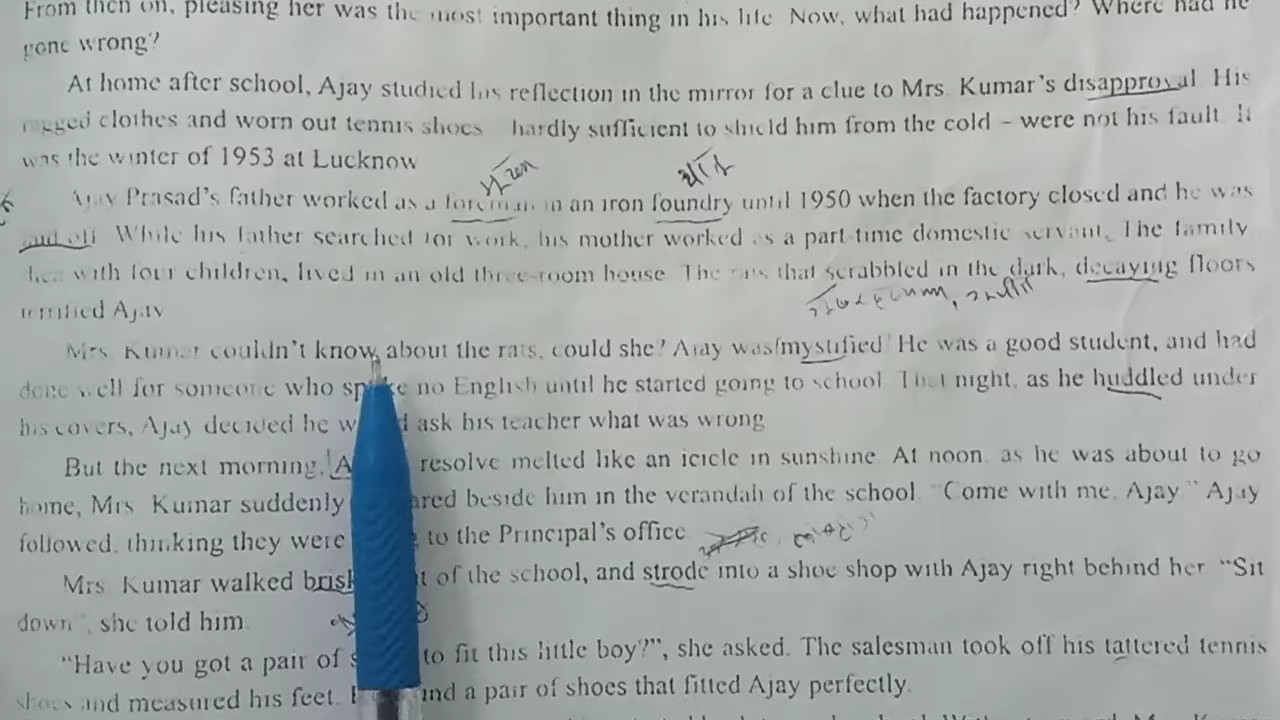 From then on, pleasing her was the most important thing in his life Now, what had happened? Where had he
gone wrong?
At home after school, Ajay studied his reflection in the mirror for a clue to Mrs. Kumar's disapproval. His
ragged clothes and worn out tennis shoes hardly sufficient to shield him from the cold – were not his fault. It
was the winter of 1953 at Lucknow
Ajay Prasad's father worked as a foreman in an iron foundry until 1950 when the factory closed and he was
off. While his father searched for work, his mother worked as a part-time domestic servant. The family
with four children, lived in an old three-room house. The rats that scrabbled in the dark, decaying floors
terrified Ajay
Mrs. Kumar couldn't know about the rats, could she? Ajay was mystified He was a good student, and had
done well for someone who spoke no English until he started going to school. That night, as he huddled under
his covers, Ajay decided he would ask his teacher what was wrong
But the next morning, resolve melted like an icicle in sunshine. At noon, as he was about to go
home, Mrs. Kumar suddenly ared beside him in the verandah of the school. "Come with me, Ajay" Ajay
followed, thinking they were to the Principal's office
Mrs. Kumar walked brisk of the school, and strode into a shoe shop with Ajay right behind her. "Sit
down", she told him.
"Have you got a pair of to fit this little boy?", she asked. The salesman took off his tattered tennis
shoes and measured his feet. a pair of shoes that fitted Ajay perfectly.